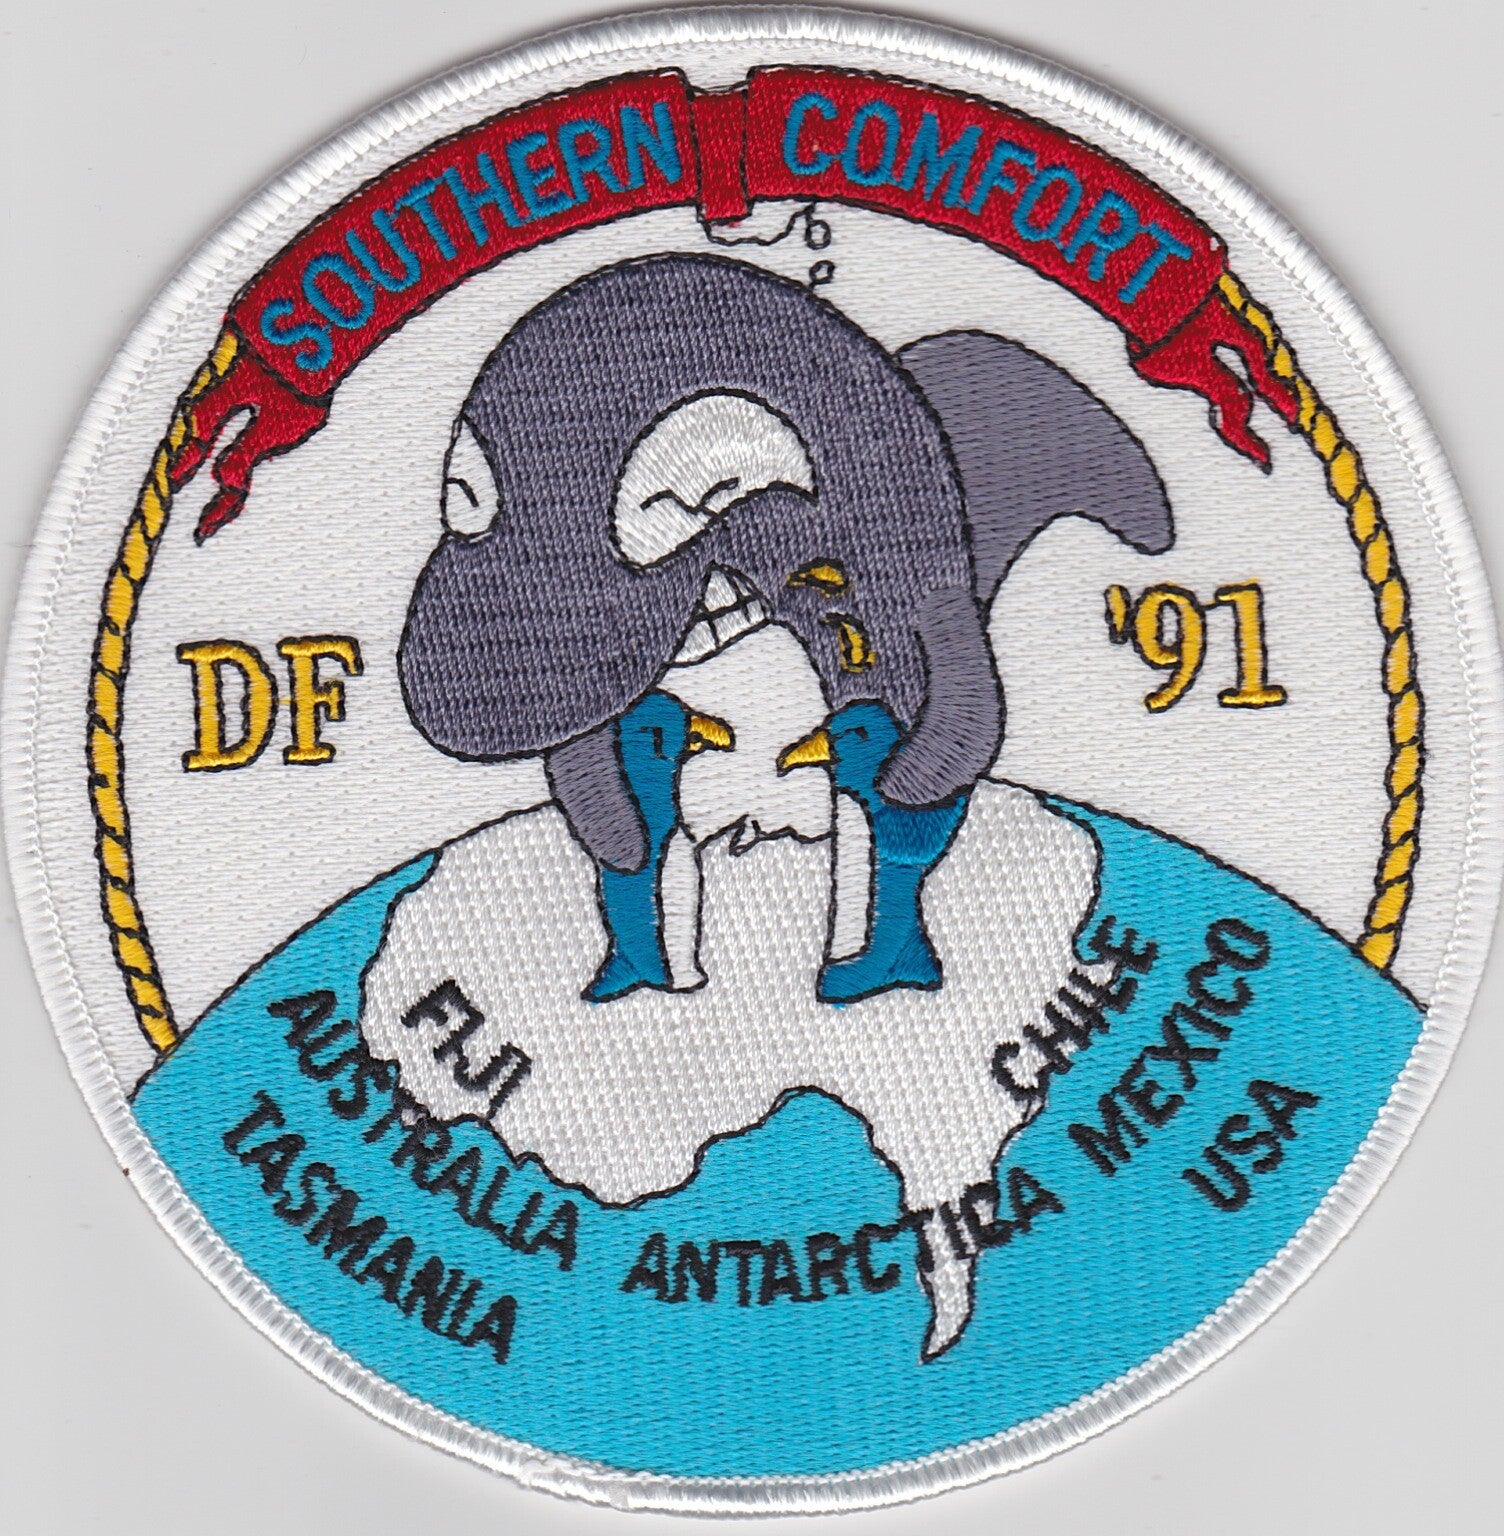 SOUTHERN COMFORT
DF '91
FIJI
AUSTRALIA
TASMANIA
ANTARCTICA
CHILE
MEXICO
USA